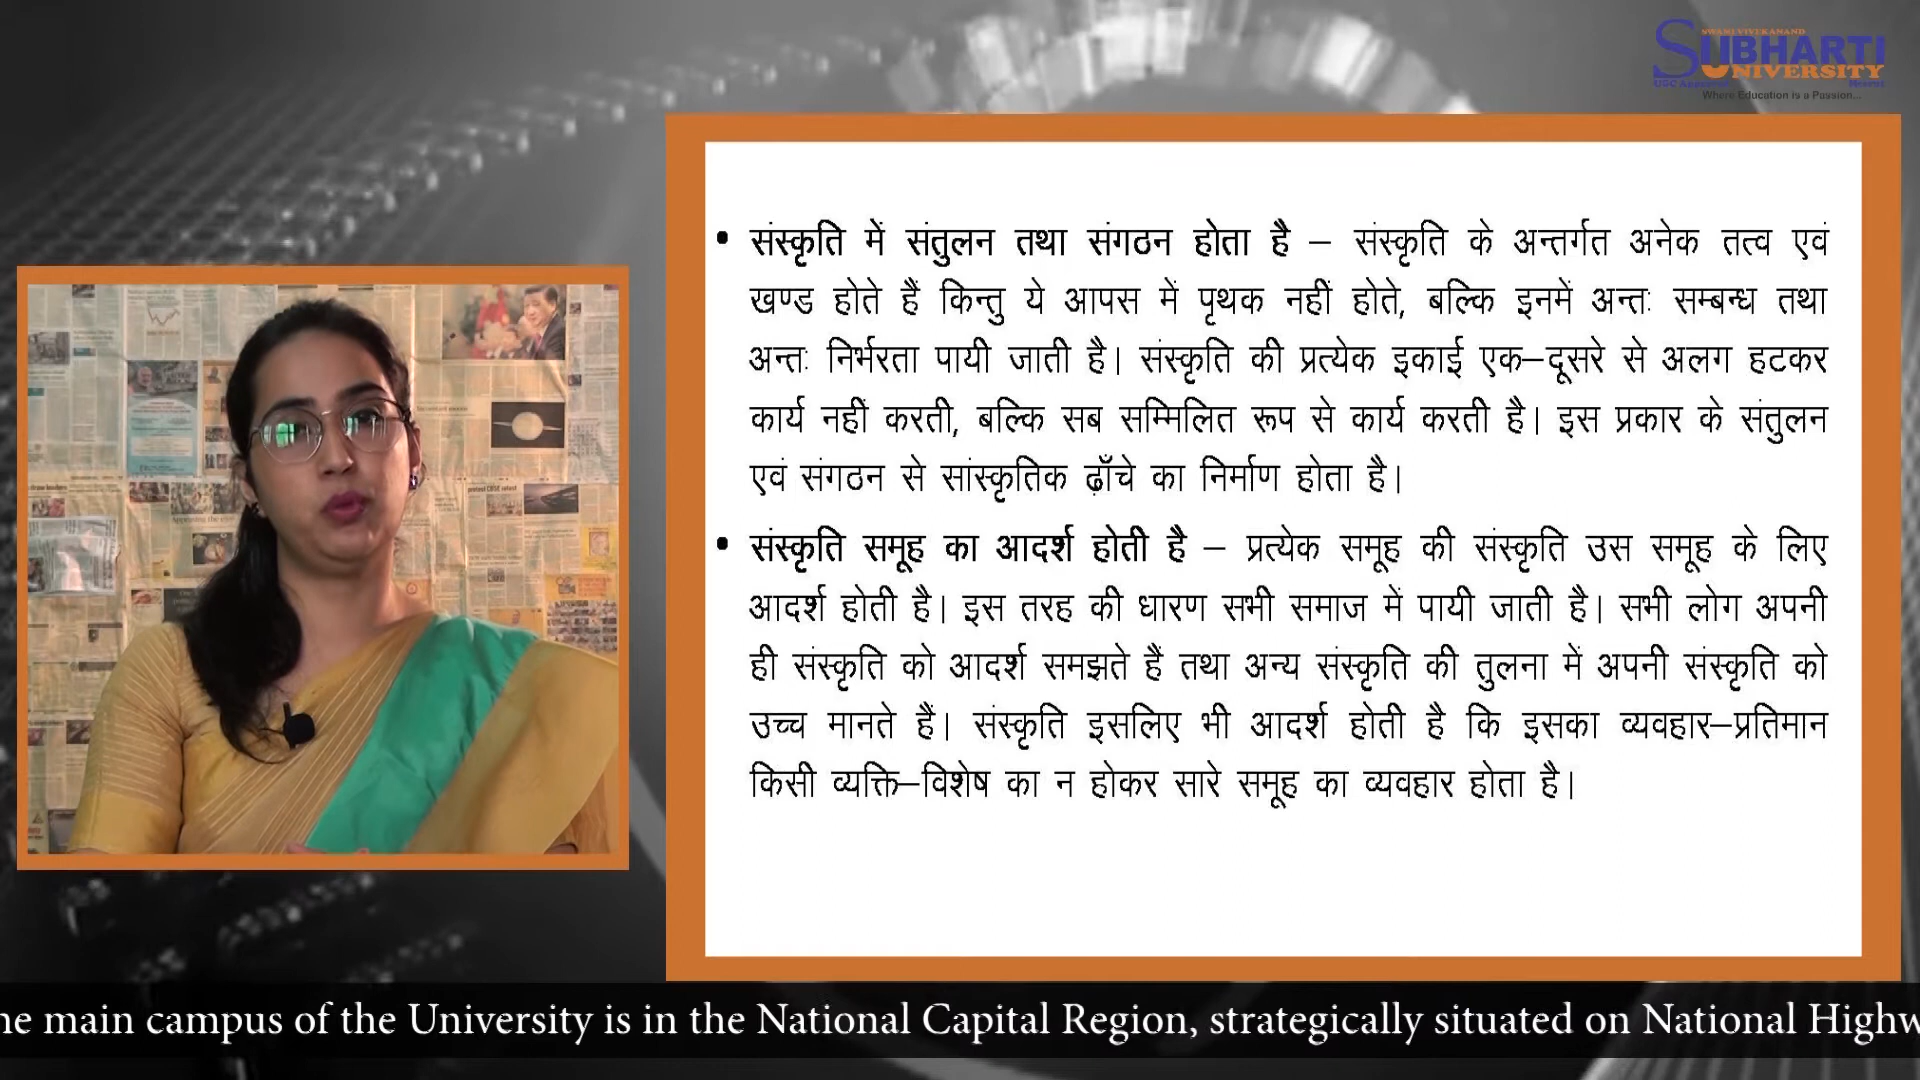 SWAMI VIVEKANAND
SUBHARTI
UNIVERSITY
UGC Approved
Where Education is a Passion...
• संस्कृति में संतुलन तथा संगठन होता है – संस्कृति के अन्तर्गत अनेक तत्व एवं
खण्ड होते हैं किन्तु ये आपस में पृथक नहीं होते, बल्कि इनमें अन्तः सम्बन्ध तथा
अन्तः निर्भरता पायी जाती है। संस्कृति की प्रत्येक इकाई एक–दूसरे से अलग हटकर
कार्य नहीं करती, बल्कि सब सम्मिलित रूप से कार्य करती है। इस प्रकार के संतुलन
एवं संगठन से सांस्कृतिक ढ़ाँचे का निर्माण होता है।
• संस्कृति समूह का आदर्श होती है – प्रत्येक समूह की संस्कृति उस समूह के लिए
आदर्श होती है। इस तरह की धारण सभी समाज में पायी जाती है। सभी लोग अपनी
ही संस्कृति को आदर्श समझते हैं तथा अन्य संस्कृति की तुलना में अपनी संस्कृति को
उच्च मानते हैं। संस्कृति इसलिए भी आदर्श होती है कि इसका व्यवहार–प्रतिमान
किसी व्यक्ति–विशेष का न होकर सारे समूह का व्यवहार होता है।
he main campus of the University is in the National Capital Region, strategically situated on National Highw